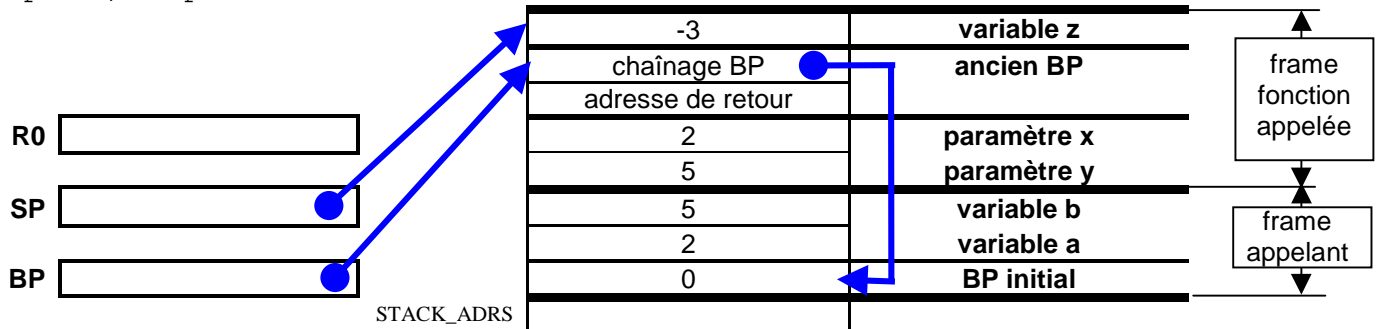 -3 variable z
chaînage BP ancien BP
adresse de retour
R0 2 paramètre x
5 paramètre y
SP 5 variable b
2 variable a
BP 0 BP initial
STACK_ADRS
frame
fonction
appelée
frame
appelant